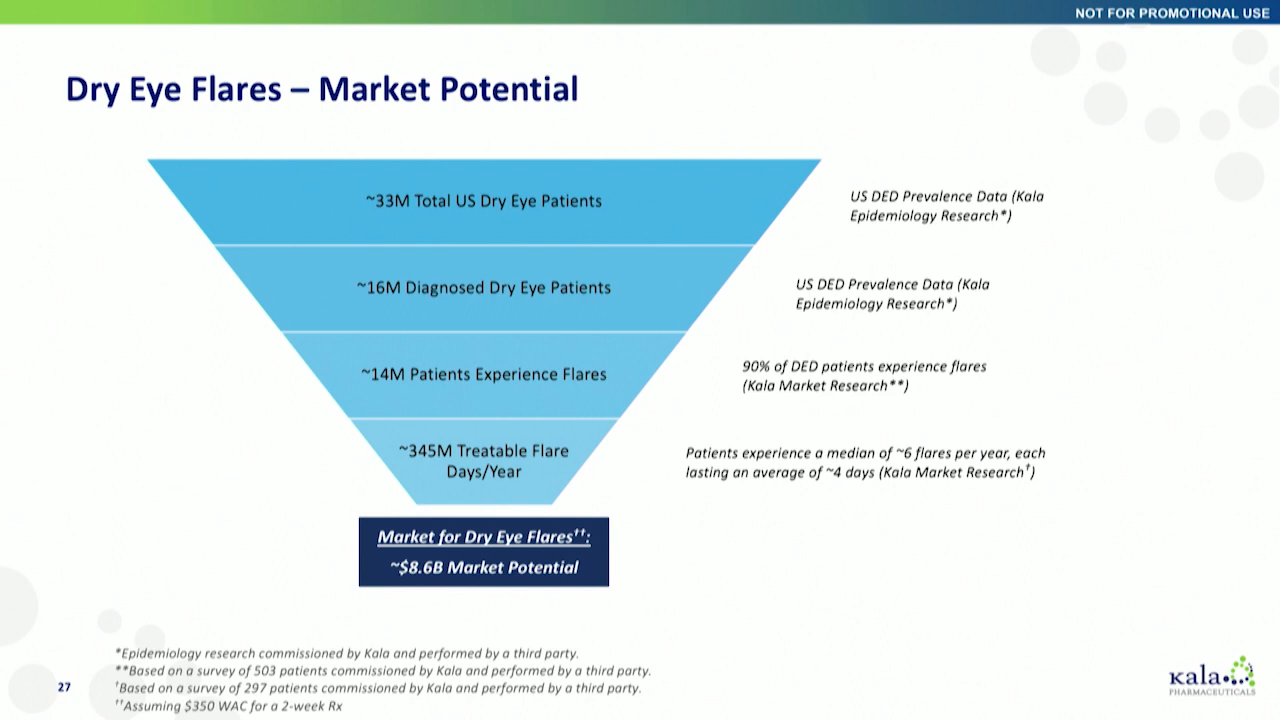 NOT FOR PROMOTIONAL USE
Dry Eye Flares – Market Potential
~33M Total US Dry Eye Patients
US DED Prevalence Data (Kala
Epidemiology Research*)
~16M Diagnosed Dry Eye Patients
US DED Prevalence Data (Kala
Epidemiology Research*)
~14M Patients Experience Flares
90% of DED patients experience flares
(Kala Market Research**)
~345M Treatable Flare
Days/Year
Patients experience a median of ~6 flares per year, each
lasting an average of ~4 days (Kala Market Research†)
Market for Dry Eye Flares††:
~$8.6B Market Potential
*Epidemiology research commissioned by Kala and performed by a third party.
**Based on a survey of 503 patients commissioned by Kala and performed by a third party.
†Based on a survey of 297 patients commissioned by Kala and performed by a third party.
††Assuming $350 WAC for a 2-week Rx
27
kala
PHARMACEUTICALS